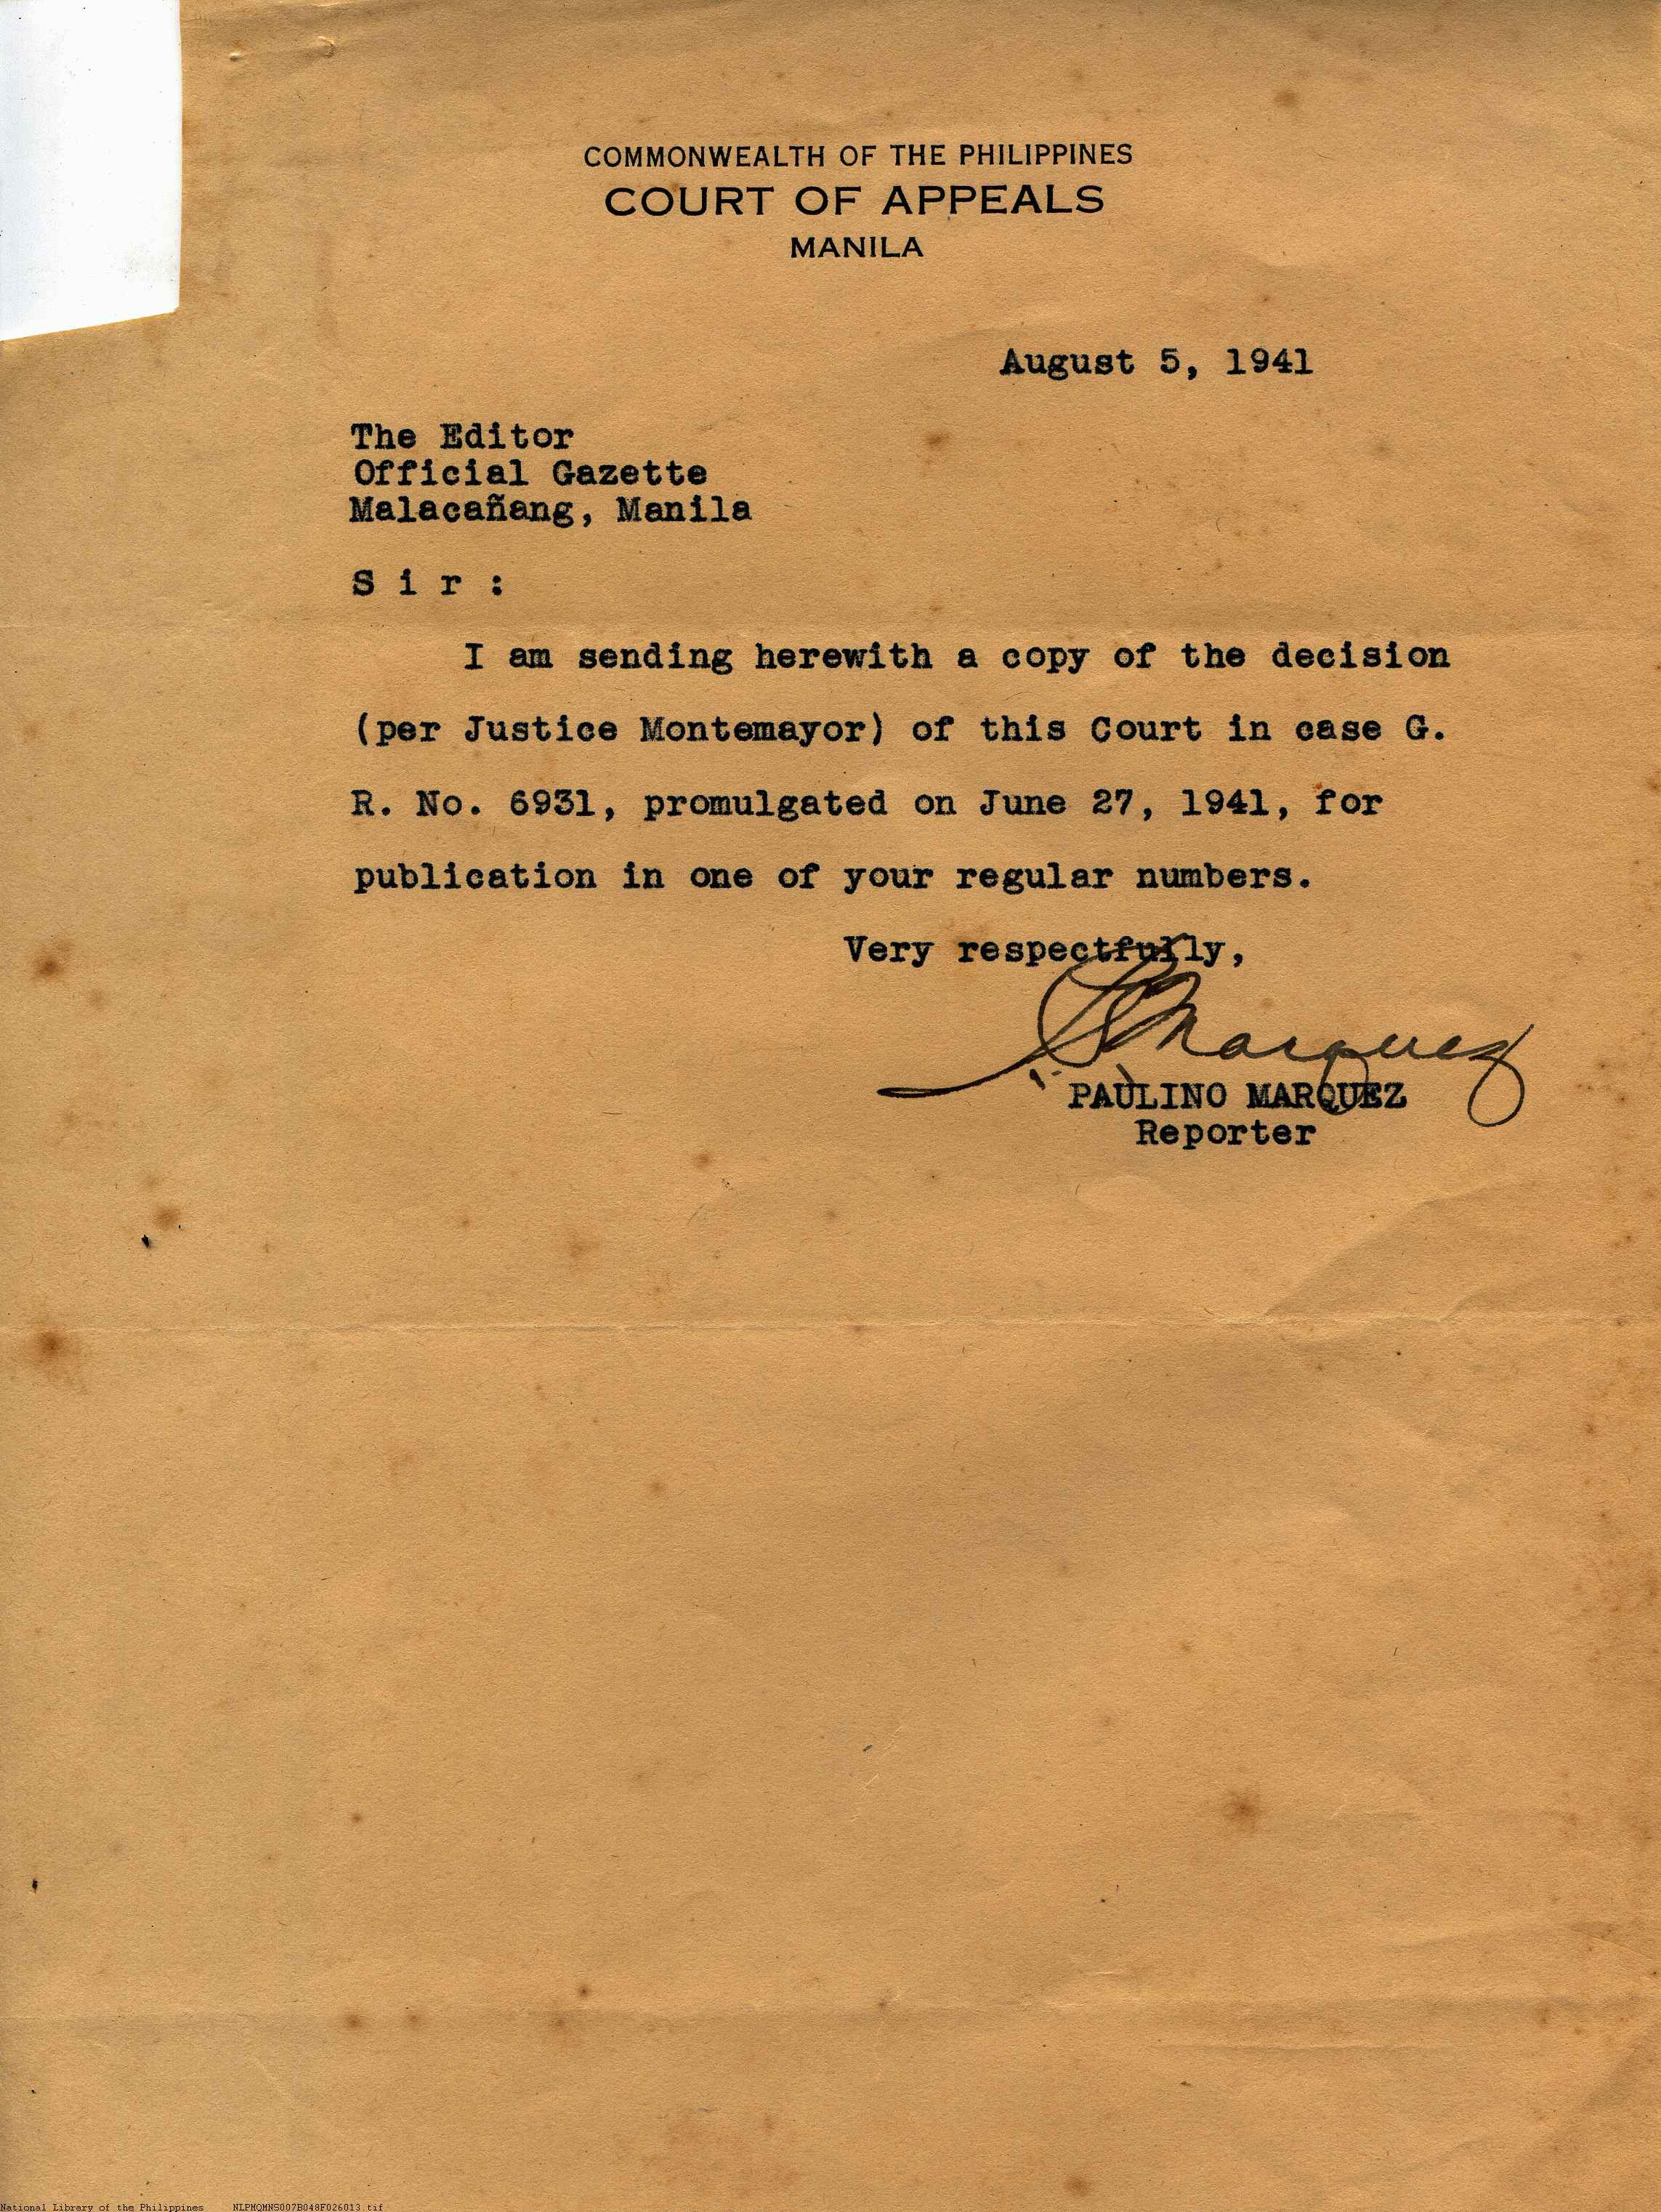 COMMONWEALTH OF THE PHILIPPINES
COURT OF APPEALS
MANILA
August 5, 1941
The Editor
Official Gazette
Malacañang, Manila
S i r :
I am sending herewith a copy of the decision
(per Justice Montemayor) of this Court in case G.
R. No. 6931, promulgated on June 27, 1941, for
publication in one of your regular numbers.
Very respectfully,
PMarquez
PAULINO MARQUEZ
Reporter
National Library of the Philippines NLPMQMNS007B048F026013.tif